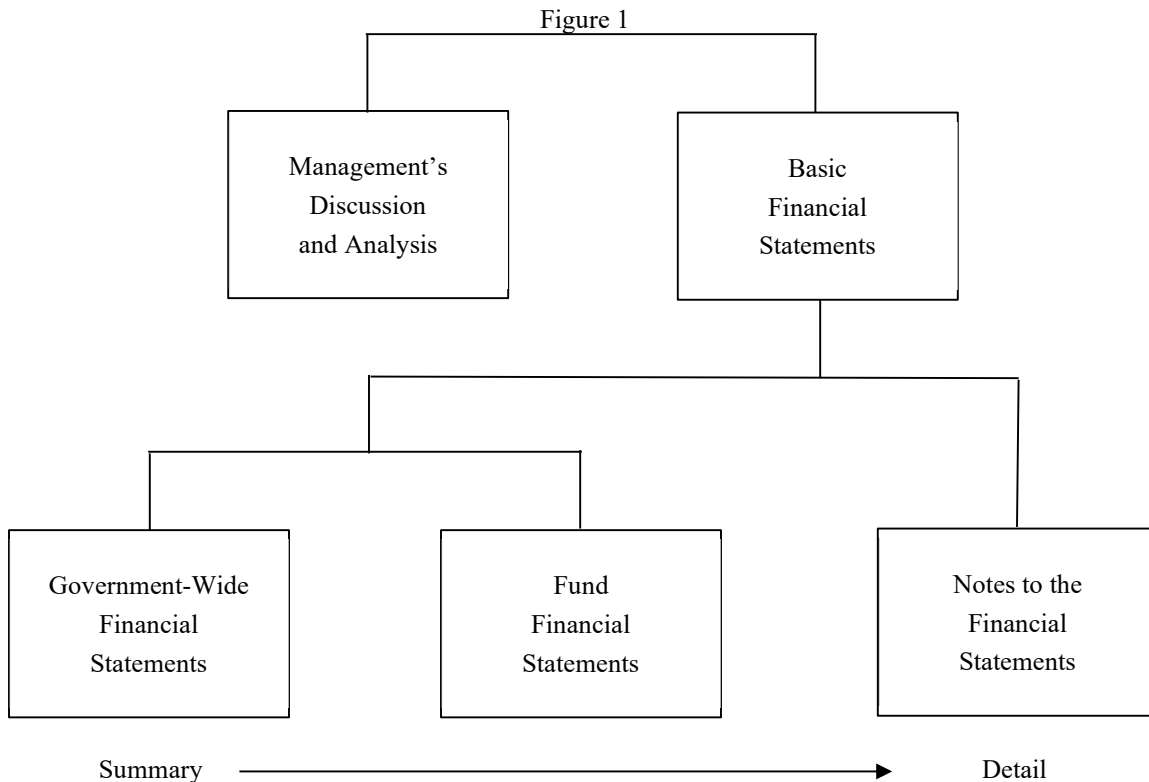 Figure 1
Management’s
Discussion
and Analysis
Basic
Financial
Statements
Government-Wide
Financial
Statements
Fund
Financial
Statements
Notes to the
Financial
Statements
Summary
Detail